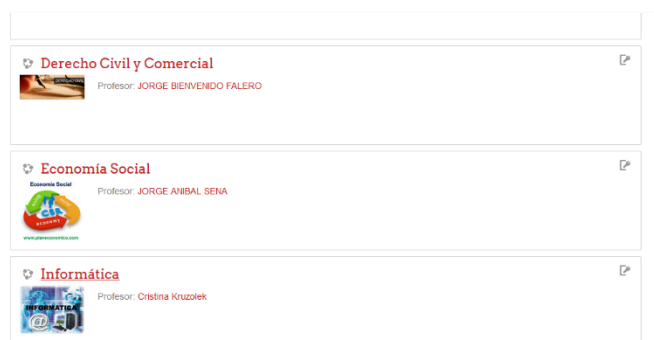 Derecho Civil y Comercial
Profesor: JORGE BIENVENIDO FALERO
Economía Social
Economía Social
Profesor: JORGE ANIBAL SENA
ACADEMY
www.planeconomico.com
Informática
Profesor: Cristina Kruzolek
INFORMATICA